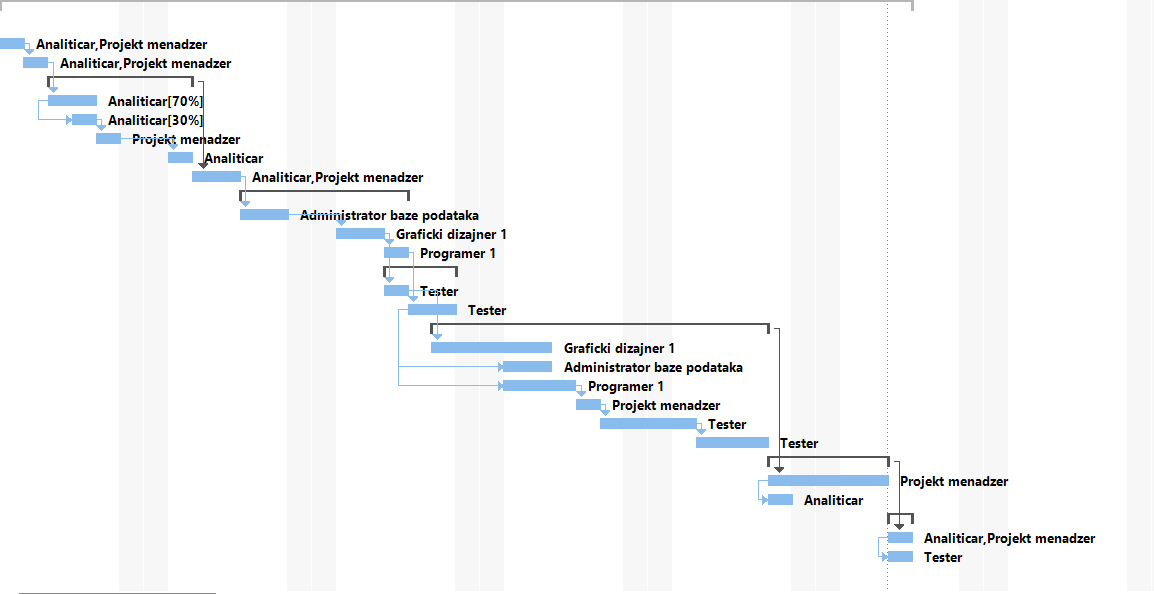 Analiticar,Projekt menadzer
Analiticar,Projekt menadzer
Analiticar[70%]
Analiticar[30%]
Projekt menadzer
Analiticar
Analiticar,Projekt menadzer
Administrator baze podataka
Graficki dizajner 1
Programer 1
Tester
Tester
Graficki dizajner 1
Administrator baze podataka
Programer 1
Projekt menadzer
Tester
Tester
Projekt menadzer
Analiticar
Analiticar,Projekt menadzer
Tester